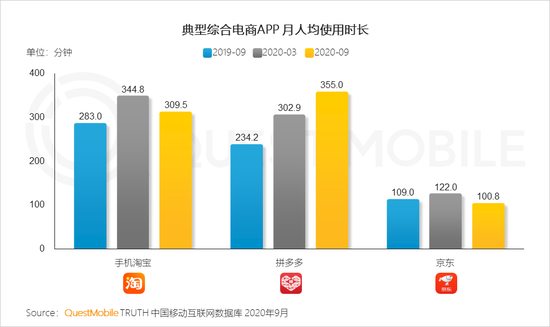 典型综合电商APP 月人均使用时长
单位：分钟
2019-09 2020-03 2020-09
400
300
200
100
0
283.0 344.8 309.5
234.2 302.9 355.0
109.0 122.0 100.8
手机淘宝 拼多多 京东
淘 京东
QUESTMOBILE
Source：QuestMobile TRUTH 中国移动互联网数据库 2020年9月